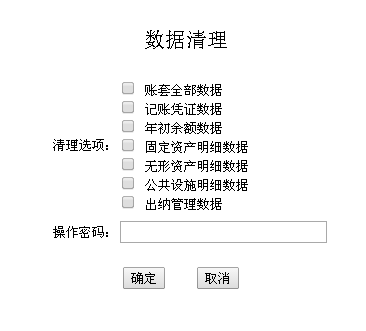 数据清理
账套全部数据
记账凭证数据
年初余额数据
清理选项：
固定资产明细数据
无形资产明细数据
公共设施明细数据
出纳管理数据
操作密码：
确定 取消